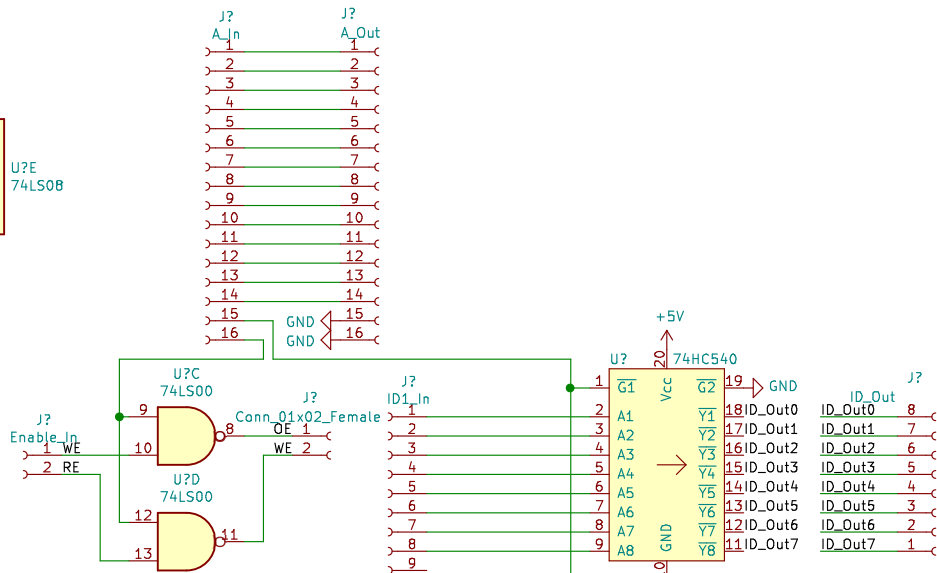 J?
A_In
J?
A_Out
1 1
2 2
3 3
4 4
5 5
6 6
7 7
8 8
9 9
10 10
11 11
12 12
13 13
14 14
15 GND 15
16 GND 16
U?E
74LS08
U?C
74LS00
9
10
8
J?
Conn_01x02_Female
OE 1
WE 2
J?
Enable_In
1 WE
2 RE
U?D
74LS00
12
13
11
J?
ID1_In
1
2
3
4
5
6
7
8
9
+5V
U? 74HC540
20
Vcc
1 G1 G2 19 GND
2 A1 Y1 18 ID_Out0
3 A2 Y2 17 ID_Out1
4 A3 Y3 16 ID_Out2
5 A4 Y4 15 ID_Out3
6 A5 Y5 14 ID_Out4
7 A6 Y6 13 ID_Out5
8 A7 Y7 12 ID_Out6
9 A8 Y8 11 ID_Out7
GND
J?
ID_Out
ID_Out0 8
ID_Out1 7
ID_Out2 6
ID_Out3 5
ID_Out4 4
ID_Out5 3
ID_Out6 2
ID_Out7 1